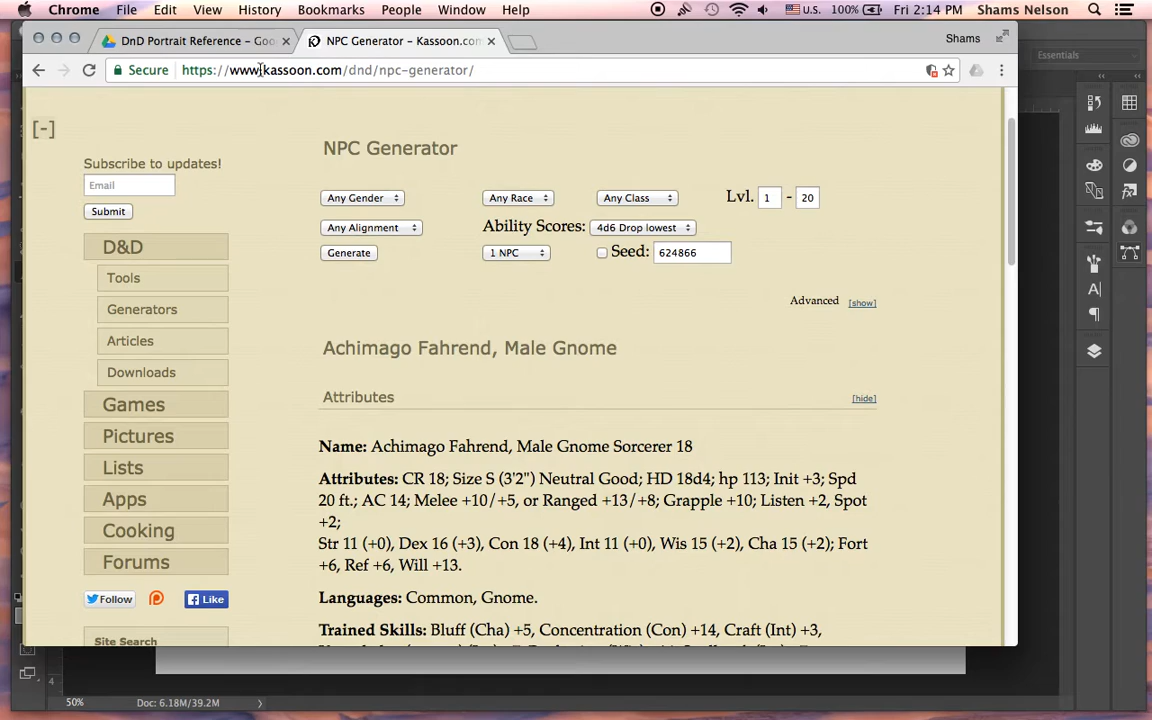 Chrome File Edit View History Bookmarks People Window Help U.S. 100% Fri 2:14 PM Shams Nelson
DnD Portrait Reference - Goo NPC Generator - Kassoon.com Shams
Essentials
Secure https://www.kassoon.com/dnd/npc-generator/
[-]
Subscribe to updates!
Email
Submit
D&D
Tools
Generators
Articles
Downloads
Games
Pictures
Lists
Apps
Cooking
Forums
Follow Like
Site Search
NPC Generator
Any Gender Any Race Any Class Lvl. 1 - 20
Any Alignment Ability Scores: 4d6 Drop lowest
Generate 1 NPC Seed: 624866
Advanced [show]
Achimago Fahrend, Male Gnome
Attributes [hide]
Name: Achimago Fahrend, Male Gnome Sorcerer 18
Attributes: CR 18; Size S (3'2") Neutral Good; HD 18d4; hp 113; Init +3; Spd
20 ft.; AC 14; Melee +10/+5, or Ranged +13/+8; Grapple +10; Listen +2, Spot
+2;
Str 11 (+0), Dex 16 (+3), Con 18 (+4), Int 11 (+0), Wis 15 (+2), Cha 15 (+2); Fort
+6, Ref +6, Will +13.
Languages: Common, Gnome.
Trained Skills: Bluff (Cha) +5, Concentration (Con) +14, Craft (Int) +3,
4
50% Doc: 6.18M/39.2M